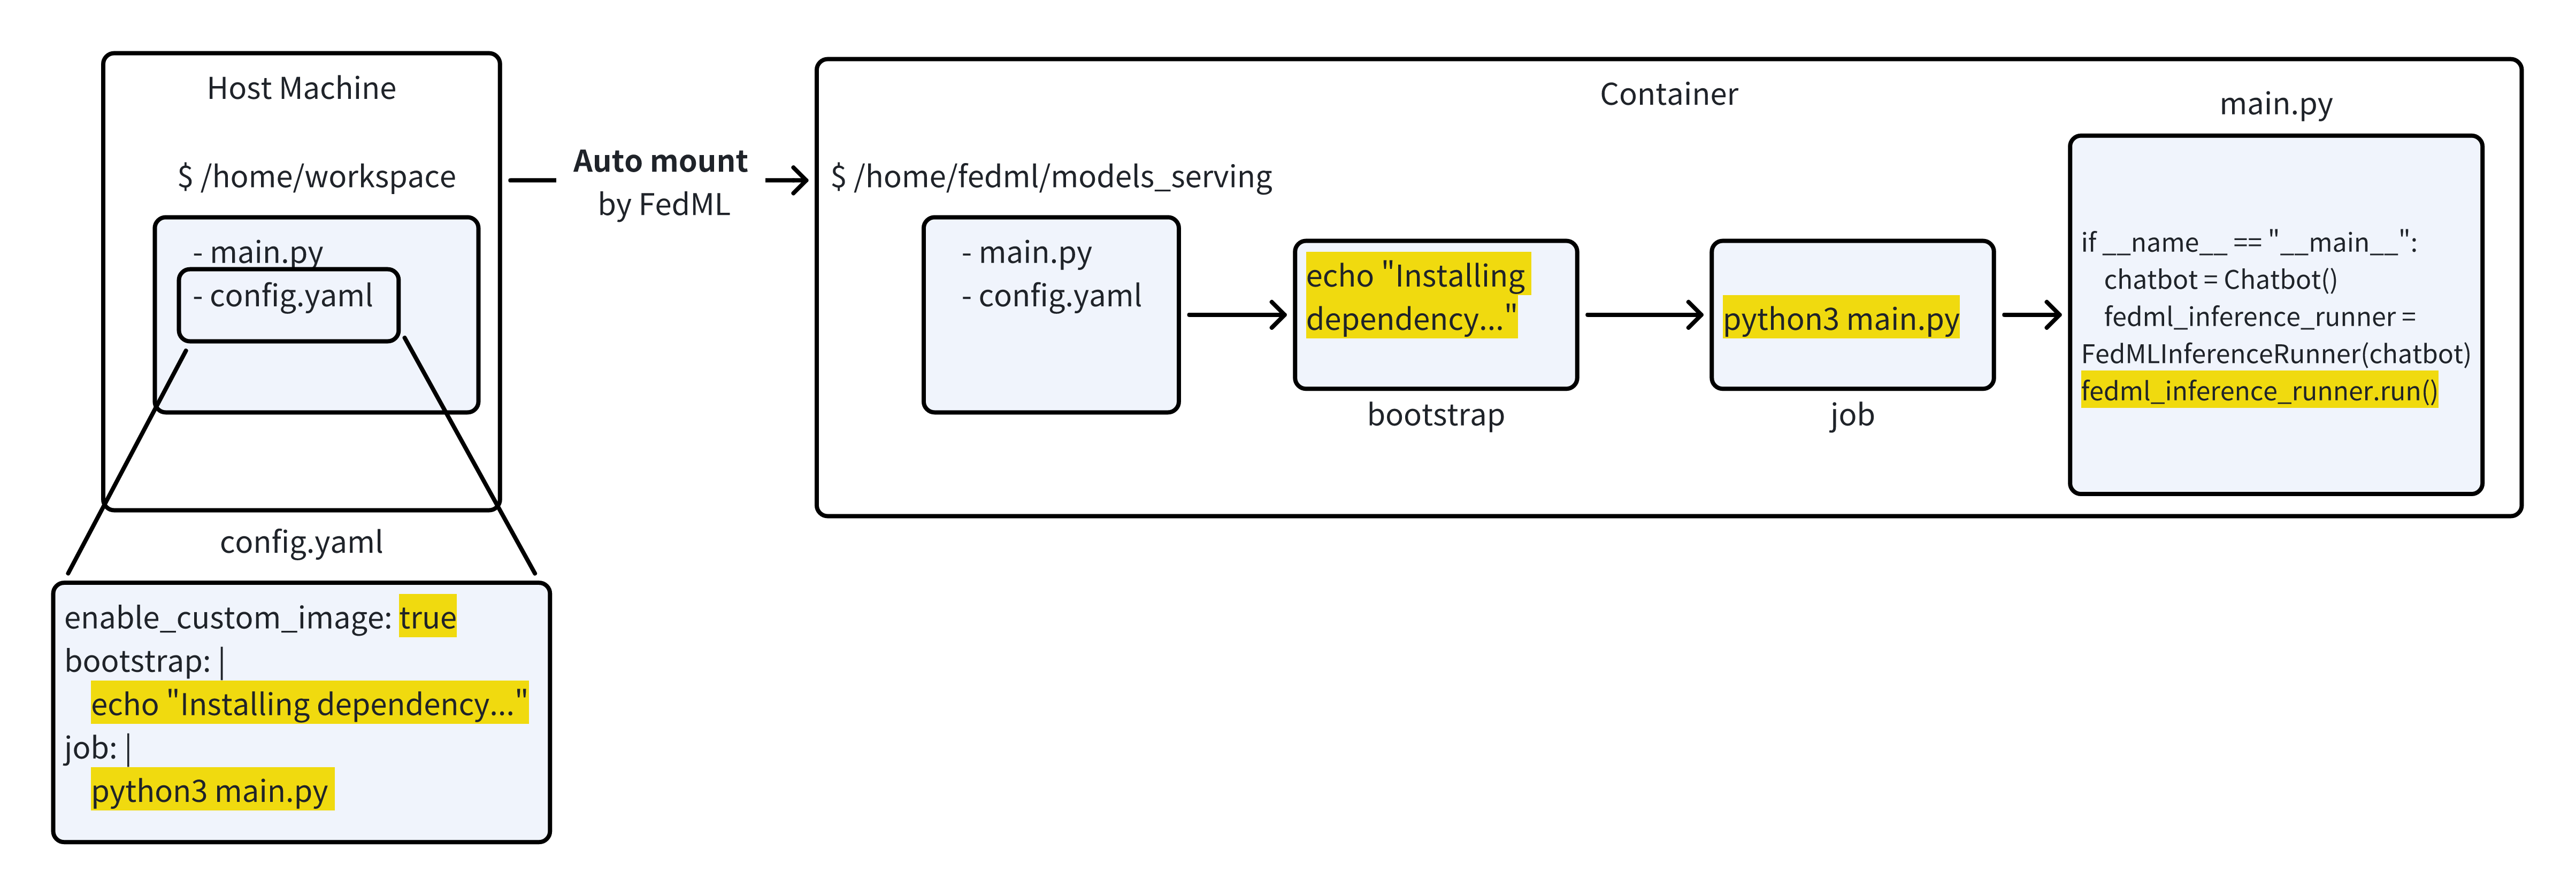 Host Machine
$ /home/workspace
- main.py
- config.yaml
config.yaml
enable_custom_image: true
bootstrap: |
echo "Installing dependency..."
job: |
python3 main.py
Auto mount
by FedML
Container
$ /home/fedml/models_serving
- main.py
- config.yaml
echo "Installing
dependency..."
bootstrap
python3 main.py
job
main.py
if __name__ == "__main__":
chatbot = Chatbot()
fedml_inference_runner =
FedMLInferenceRunner(chatbot)
fedml_inference_runner.run()